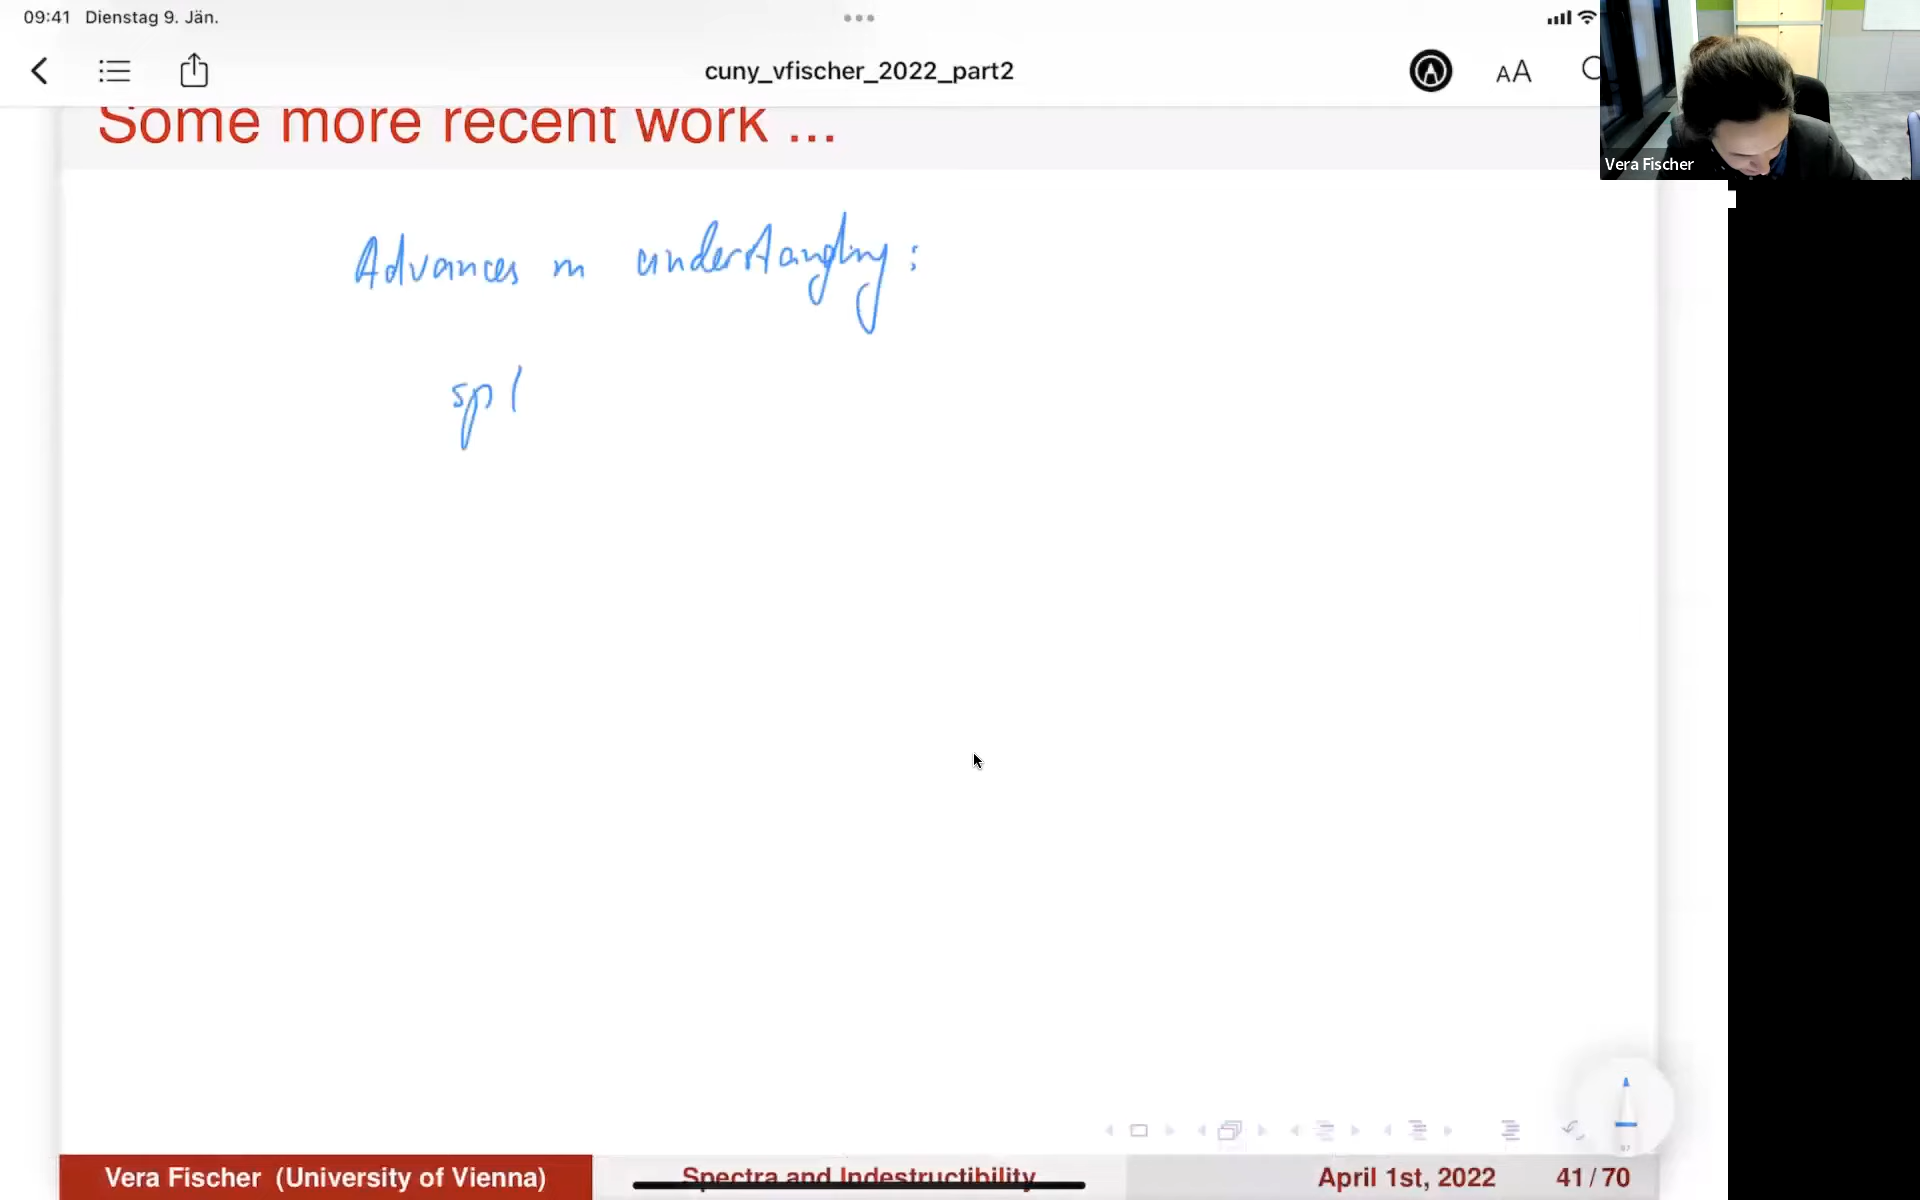 09:41 Dienstag 9. Jän.
cuny_vfischer_2022_part2
AA
Some more recent work ...
Vera Fischer
Advances in understanding:
sp(
Vera Fischer (University of Vienna)
Spectra and Indestructibility
April 1st, 2022
41 / 70